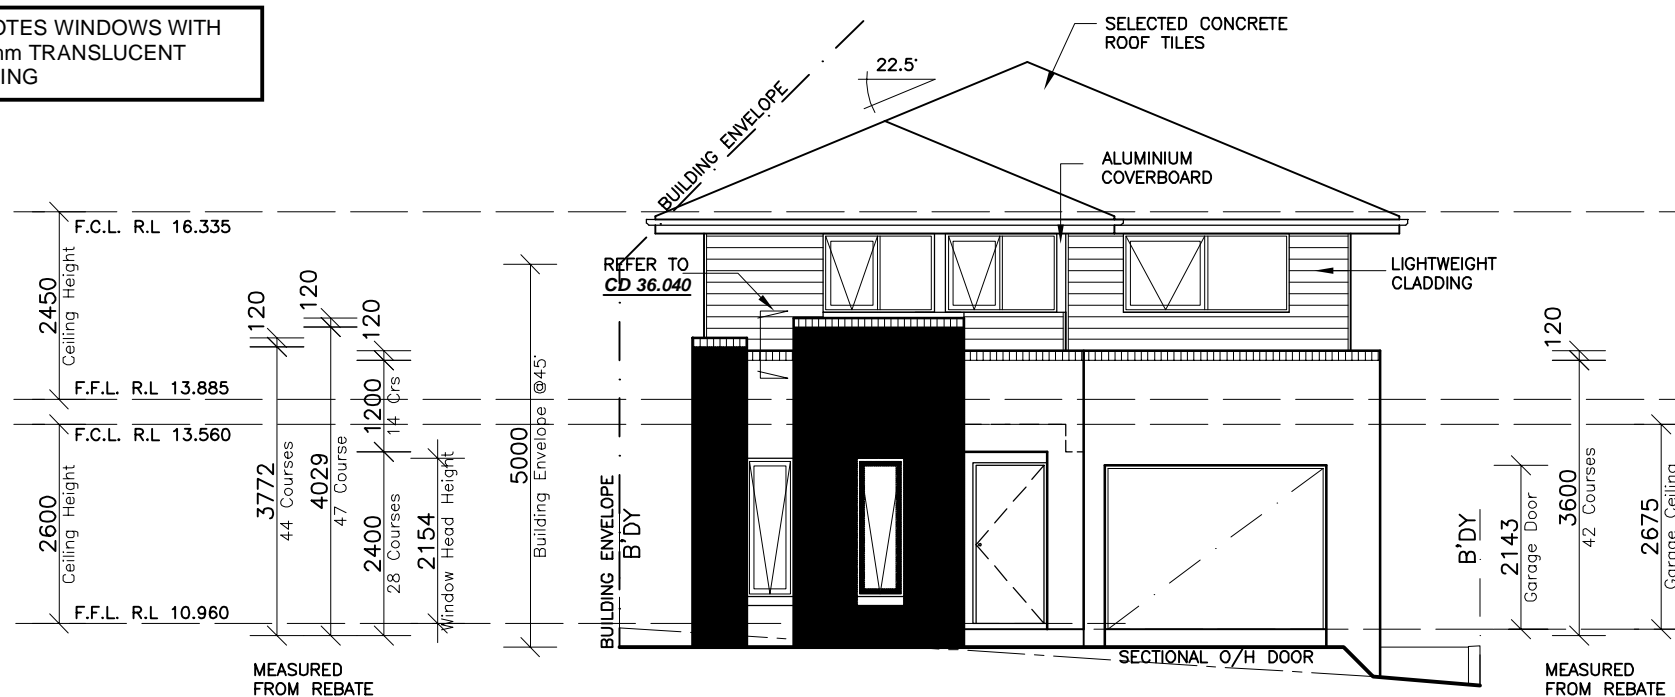 OTES WINDOWS WITH
mm TRANSLUCENT
ING
SELECTED CONCRETE
ROOF TILES
22.5°
BUILDING ENVELOPE
ALUMINIUM
COVERBOARD
F.C.L. R.L 16.335
REFER TO
CD 36.040
LIGHTWEIGHT
CLADDING
2450
Ceiling Height
120
120
120
120
F.F.L. R.L 13.885
1200
14 Crs
F.C.L. R.L 13.560
2600
Ceiling Height
3772
44 Courses
4029
47 Course
2400
28 Courses
2154
Window Head Height
5000
Building Envelope @45°
BUILDING ENVELOPE
B'DY
B'DY
2143
Garage Door
3600
42 Courses
2675
Garage Ceiling
F.F.L. R.L 10.960
SECTIONAL O/H DOOR
MEASURED
FROM REBATE
MEASURED
FROM REBATE